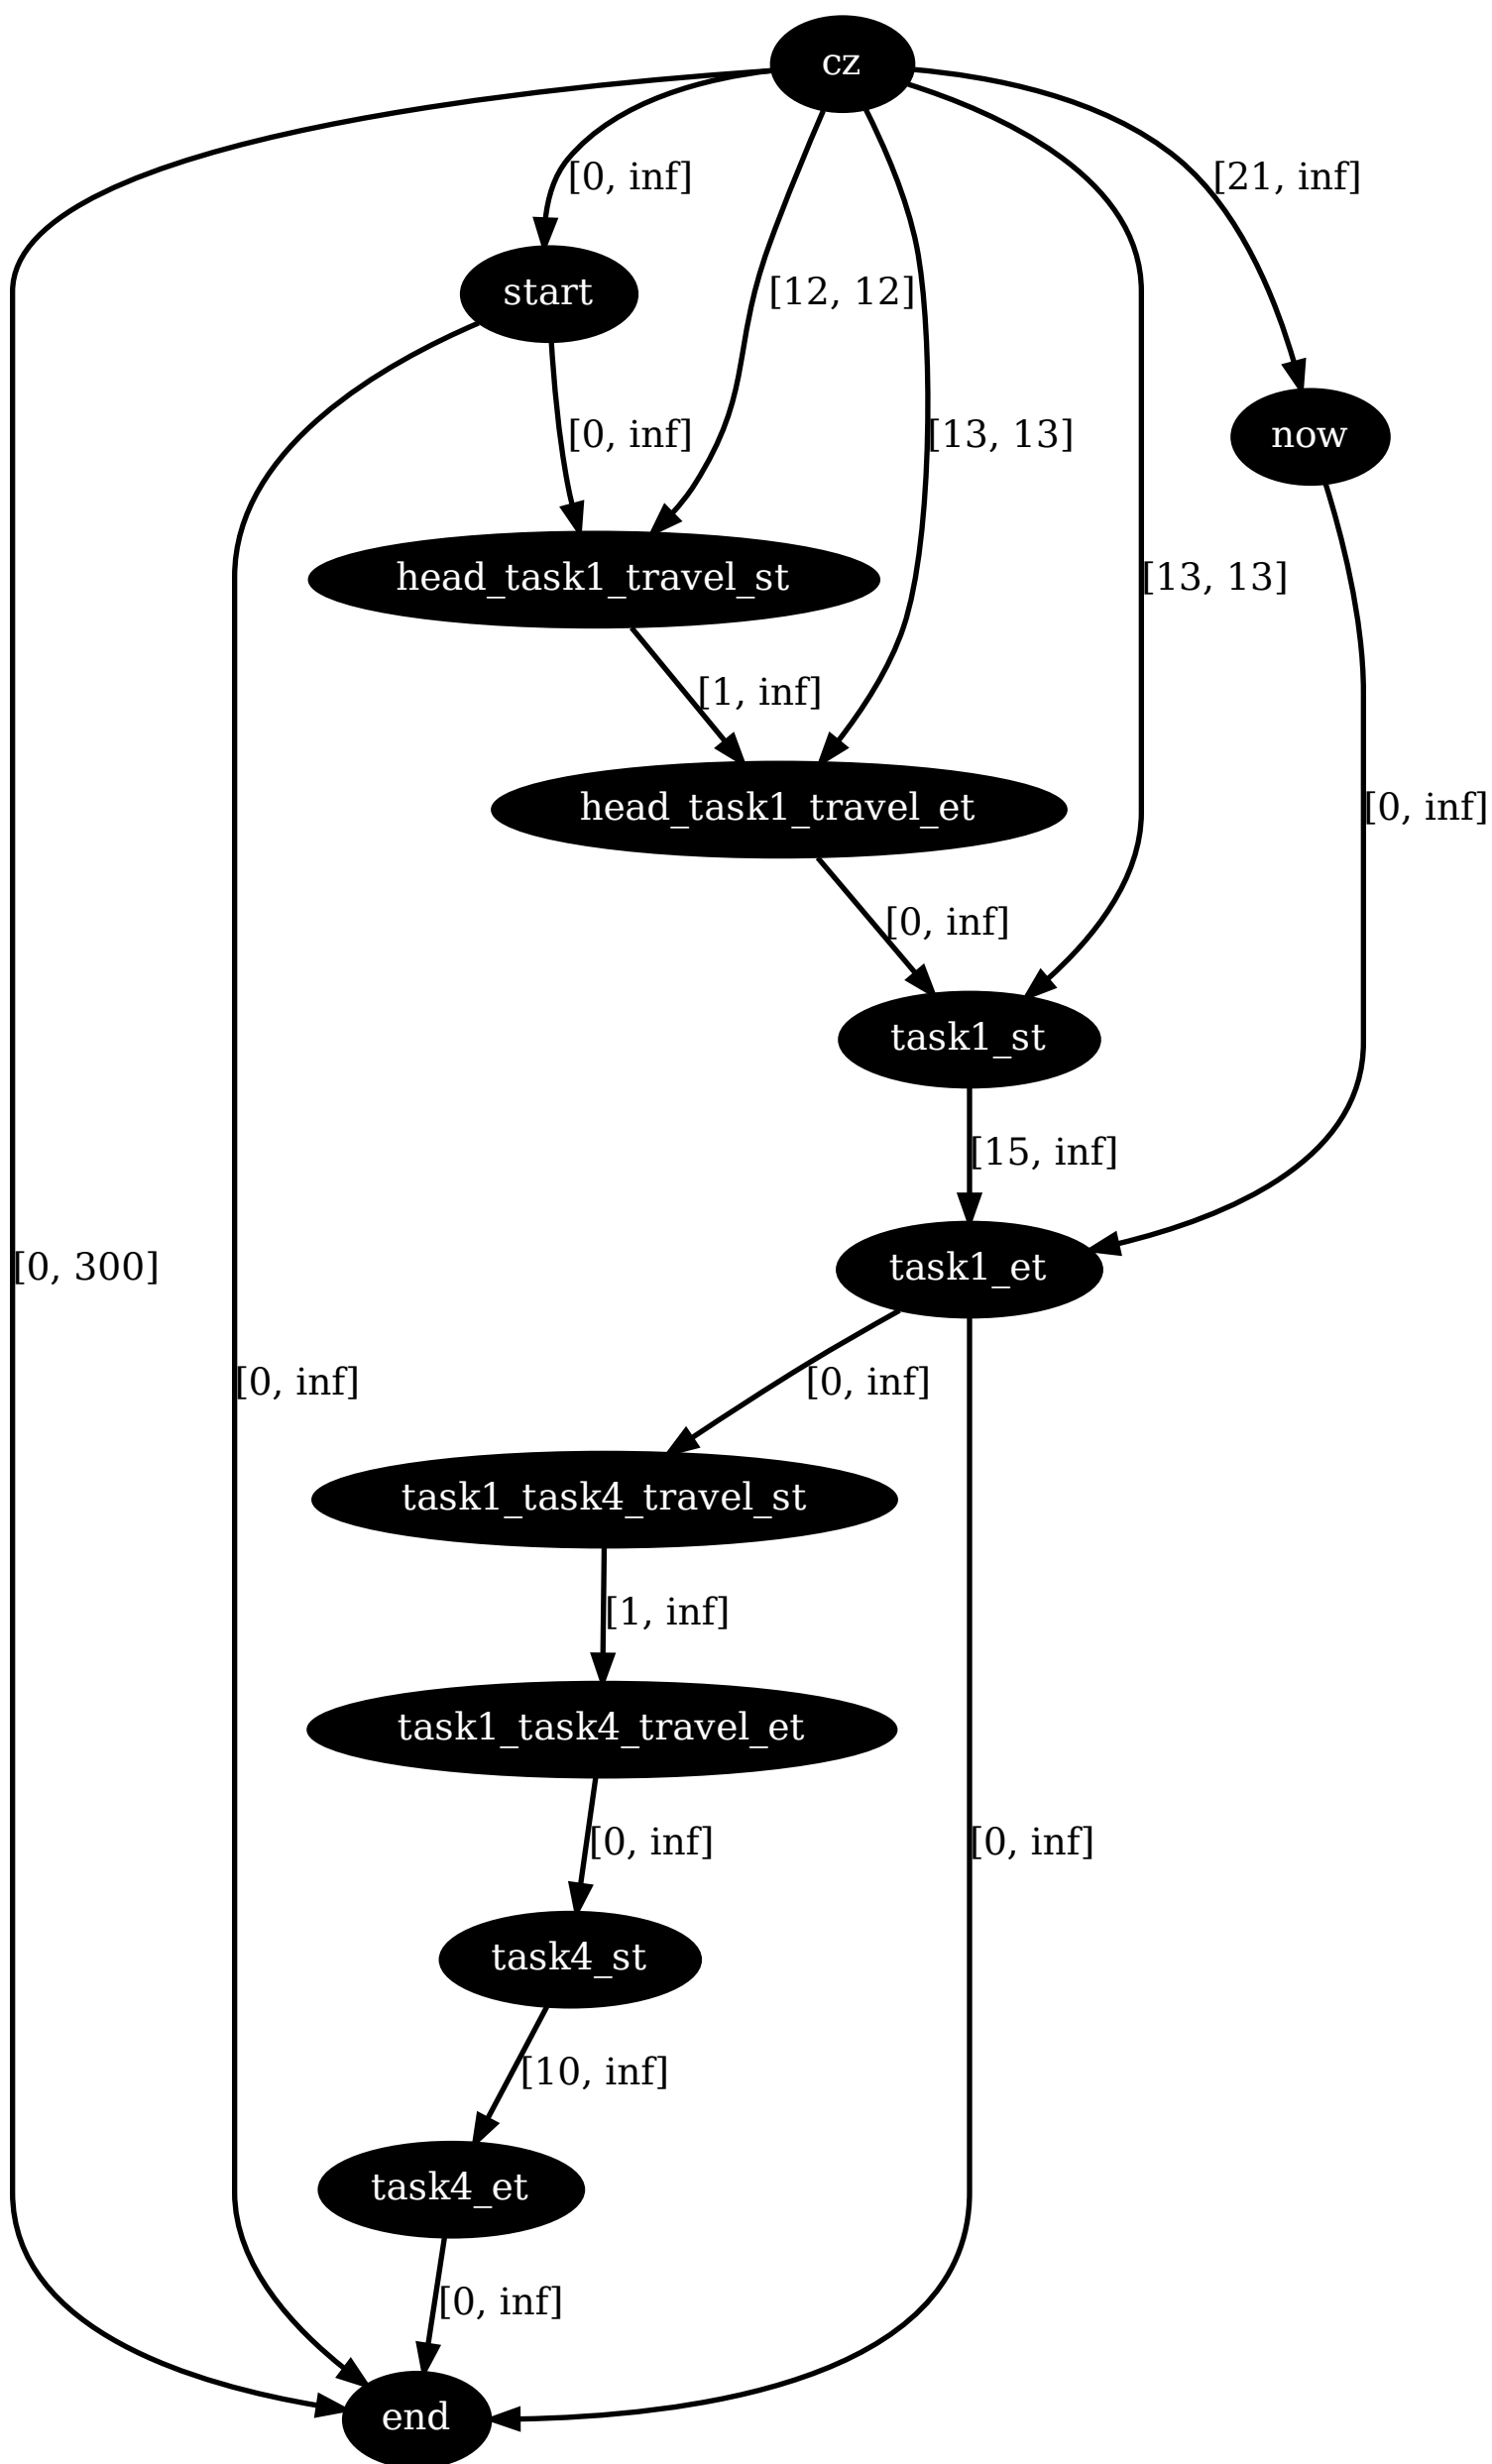 cz
[0, inf]
[21, inf]
start
[12, 12]
now
[0, inf]
[13, 13]
head_task1_travel_st
[13, 13]
[1, inf]
head_task1_travel_et
[0, inf]
[0, inf]
task1_st
[15, inf]
[0, 300]
task1_et
[0, inf]
[0, inf]
task1_task4_travel_st
[1, inf]
task1_task4_travel_et
[0, inf]
[0, inf]
task4_st
[10, inf]
task4_et
[0, inf]
end